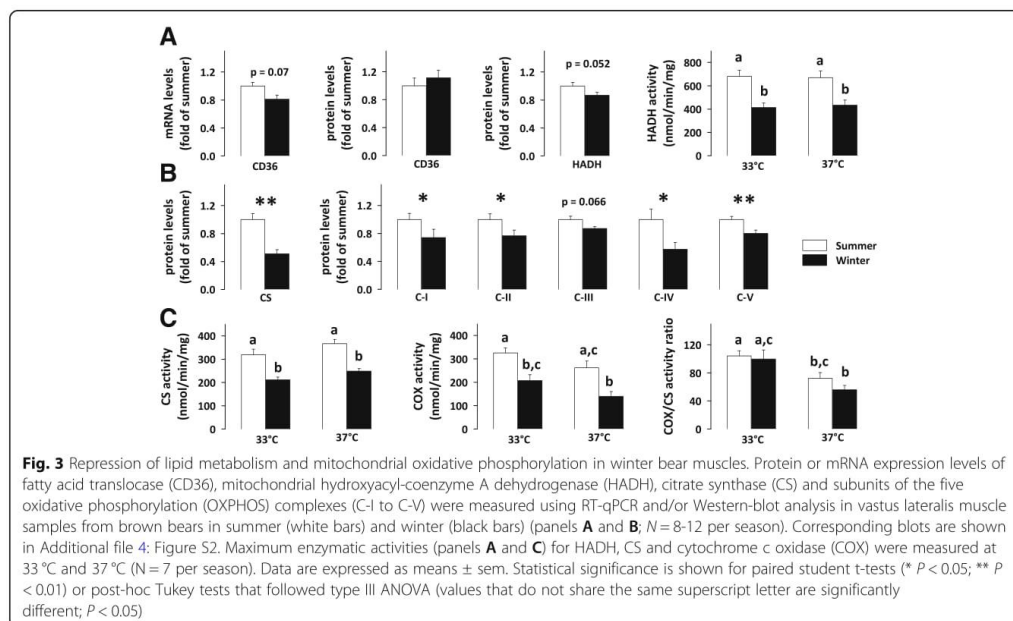 A
mRNA levels
(fold of summer)
1.2
0.8
0.4
0.0
p = 0.07
CD36
protein levels
(fold of summer)
1.2
0.8
0.4
0.0
CD36
protein levels
(fold of summer)
1.2
0.8
0.4
0.0
p = 0.052
HADH
HADH activity
(nmol/min/mg)
800
600
400
200
0
a
b
a
b
33°C
37°C
B
protein levels
(fold of summer)
1.2
0.8
0.4
0.0
**
CS
protein levels
(fold of summer)
1.2
0.8
0.4
0.0
*
*
p = 0.066
*
**
C-I
C-II
C-III
C-IV
C-V
Summer
Winter
C
CS activity
(nmol/min/mg)
400
300
200
100
0
a
b
a
b
33°C
37°C
COX activity
(nmol/min/mg)
400
300
200
100
0
a
b,c
a,c
b
33°C
37°C
COX/CS activity ratio
120
80
40
0
a
a,c
b,c
b
33°C
37°C
Fig. 3 Repression of lipid metabolism and mitochondrial oxidative phosphorylation in winter bear muscles. Protein or mRNA expression levels of
fatty acid translocase (CD36), mitochondrial hydroxyacyl-coenzyme A dehydrogenase (HADH), citrate synthase (CS) and subunits of the five
oxidative phosphorylation (OXPHOS) complexes (C-I to C-V) were measured using RT-qPCR and/or Western-blot analysis in vastus lateralis muscle
samples from brown bears in summer (white bars) and winter (black bars) (panels A and B; N = 8-12 per season). Corresponding blots are shown
in Additional file 4: Figure S2. Maximum enzymatic activities (panels A and C) for HADH, CS and cytochrome c oxidase (COX) were measured at
33 °C and 37 °C (N = 7 per season). Data are expressed as means ± sem. Statistical significance is shown for paired student t-tests (* P < 0.05; ** P
< 0.01) or post-hoc Tukey tests that followed type III ANOVA (values that do not share the same superscript letter are significantly
different; P < 0.05)